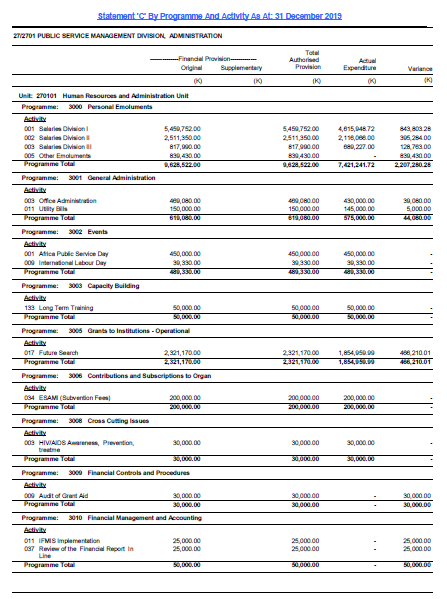 Statement 'C' By Programme And Activity As At: 31 December 2019
27/2701 PUBLIC SERVICE MANAGEMENT DIVISION, ADMINISTRATION
-------------Financial Provision------------ Total Authorised Provision Actual Expenditure Variance
Original Supplementary
(K) (K) (K) (K) (K)
Unit: 270101 Human Resources and Administration Unit
Programme: 3000 Personal Emoluments
Activity
001 Salaries Division I 5,459,752.00 5,459,752.00 4,615,948.72 843,803.28
002 Salaries Division II 2,511,350.00 2,511,350.00 2,116,066.00 395,284.00
003 Salaries Division III 817,990.00 817,990.00 689,227.00 128,763.00
005 Other Emoluments 839,430.00 839,430.00 - 839,430.00
Programme Total 9,628,522.00 9,628,522.00 7,421,241.72 2,207,280.28
Programme: 3001 General Administration
Activity
003 Office Administration 469,080.00 469,080.00 430,000.00 39,080.00
011 Utility Bills 150,000.00 150,000.00 145,000.00 5,000.00
Programme Total 619,080.00 619,080.00 575,000.00 44,080.00
Programme: 3002 Events
Activity
001 Africa Public Service Day 450,000.00 450,000.00 450,000.00 -
009 International Labour Day 39,330.00 39,330.00 39,330.00 -
Programme Total 489,330.00 489,330.00 489,330.00 -
Programme: 3003 Capacity Building
Activity
133 Long Term Training 50,000.00 50,000.00 50,000.00 -
Programme Total 50,000.00 50,000.00 50,000.00 -
Programme: 3005 Grants to Institutions - Operational
Activity
017 Future Search 2,321,170.00 2,321,170.00 1,854,959.99 466,210.01
Programme Total 2,321,170.00 2,321,170.00 1,854,959.99 466,210.01
Programme: 3006 Contributions and Subscriptions to Organ
Activity
034 ESAMI (Subvention Fees) 200,000.00 200,000.00 200,000.00 -
Programme Total 200,000.00 200,000.00 200,000.00 -
Programme: 3008 Cross Cutting Issues
Activity
003 HIV/AIDS Awareness, Prevention, 30,000.00 30,000.00 30,000.00 -
treatme
Programme Total 30,000.00 30,000.00 30,000.00 -
Programme: 3009 Financial Controls and Procedures
Activity
009 Audit of Grant Aid 30,000.00 30,000.00 - 30,000.00
Programme Total 30,000.00 30,000.00 - 30,000.00
Programme: 3010 Financial Management and Accounting
Activity
011 IFMIS Implementation 25,000.00 25,000.00 - 25,000.00
037 Review of the Financial Report In 25,000.00 25,000.00 - 25,000.00
Line
Programme Total 50,000.00 50,000.00 - 50,000.00